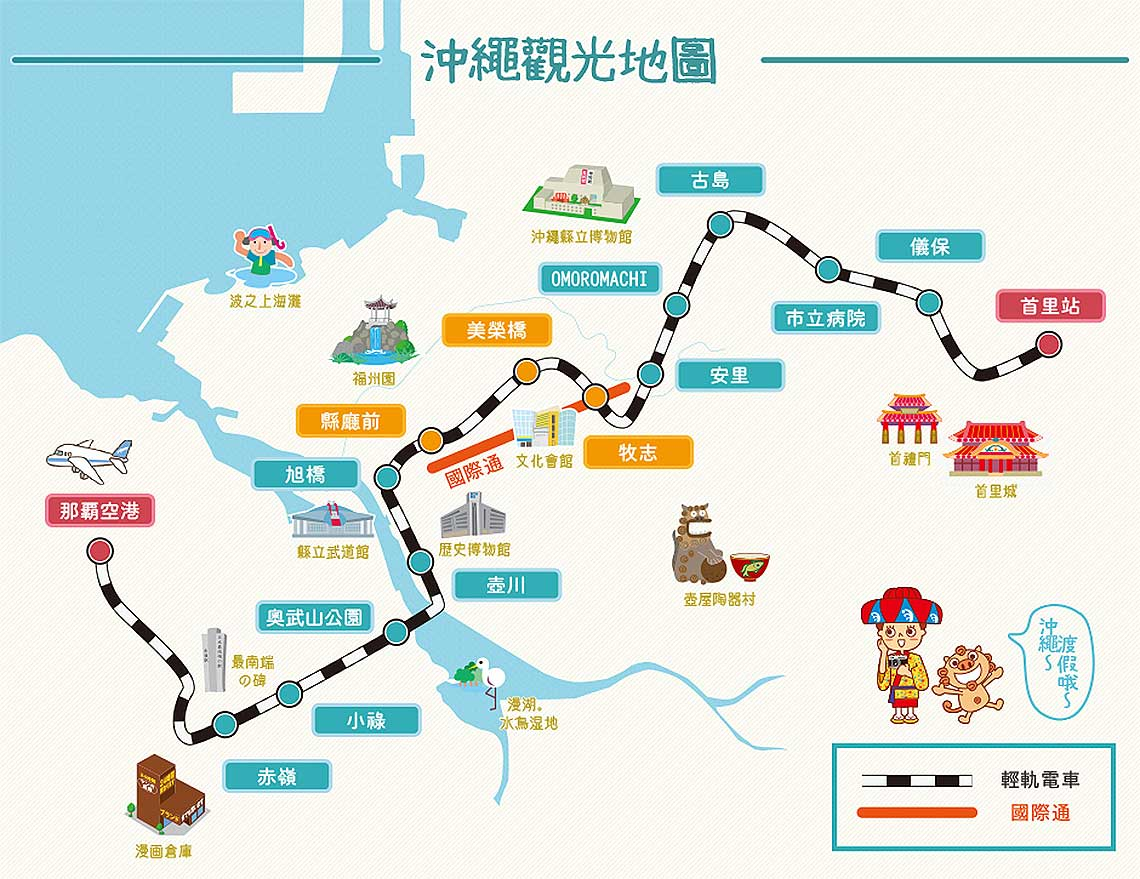 沖繩觀光地圖
古島
沖繩縣立博物館
儀保
OMOROMACHI
波之上海灘
首里站
市立病院
美榮橋
福州園
安里
縣廳前
首禮門
牧志
文化會館
國際通
旭橋
首里城
那覇空港
縣立武道館
歷史博物館
壺川
壺屋陶器村
奧武山公園
沖繩～
渡假哦～
最南端
の碑
漫湖。
水鳥湿地
小祿
赤嶺
漫画倉庫
輕軌電車
國際通